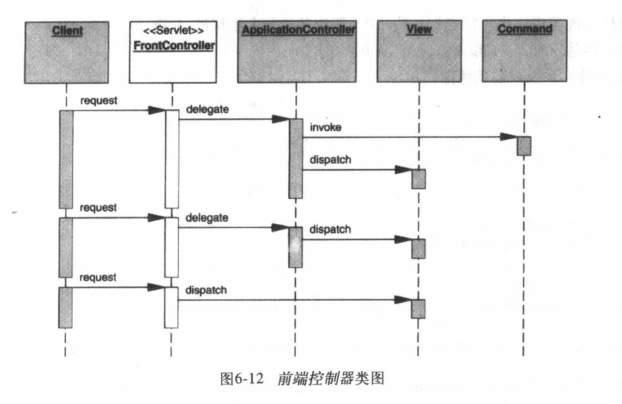 Client
<<Servlet>>
FrontController
ApplicationController
View
Command
request
delegate
invoke
dispatch
request
delegate
dispatch
request
dispatch
图6-12 前端控制器类图